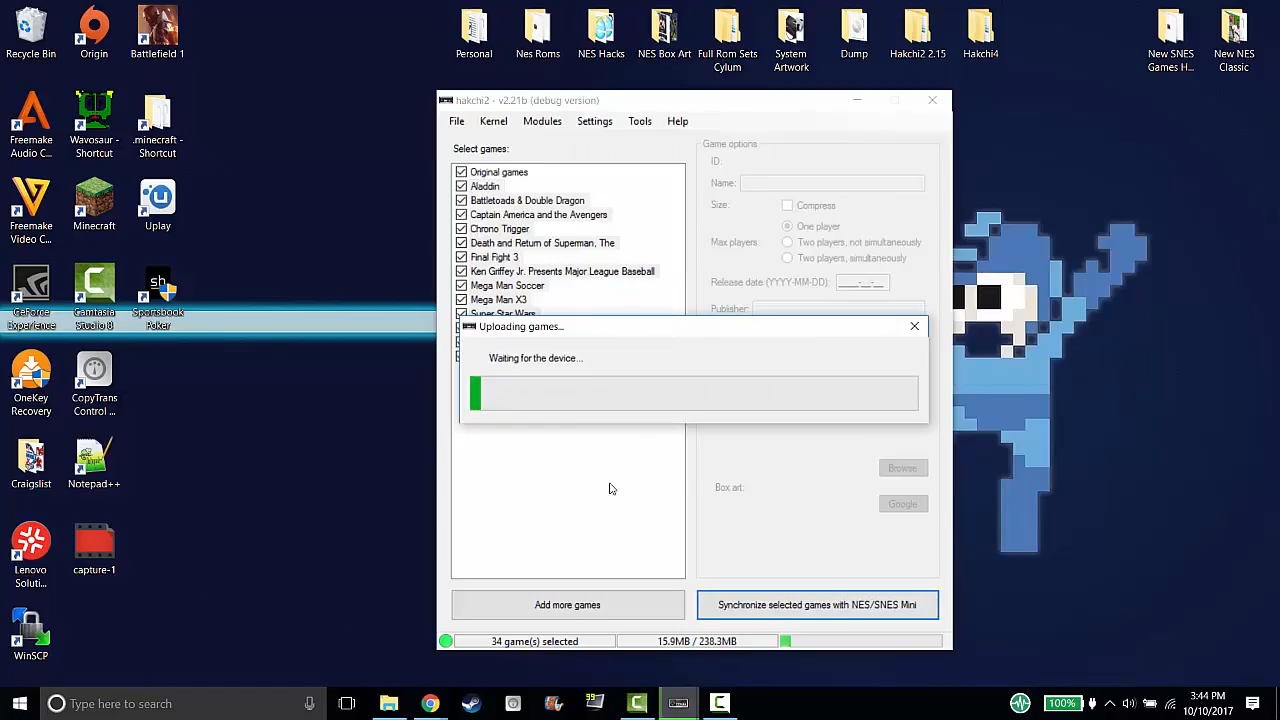 Recycle Bin
Origin
Battlefield 1
Personal
Nes Roms
NES Hacks
NES Box Art
Full Rom Sets Cylum
System Artwork
Dump
Hakchi2 2.15
Hakchi4
New SNES Games H...
New NES Classic
Freemake Audio C...
Wavosaur - Shortcut
.minecraft - Shortcut
Freemake Video C...
Minecraft
Uplay
GeForce Experience
Camtasia Studio 8
Sportsbook Poker
OneKey Recovery
CopyTrans Control ...
Craigslist
Notepad++
Lenovo Soluti...
capture-1
WinSCP
hakchi2 - v2.21b (debug version)
File Kernel Modules Settings Tools Help
Select games:
Original games
Aladdin
Battletoads & Double Dragon
Captain America and the Avengers
Chrono Trigger
Death and Return of Superman, The
Final Fight 3
Ken Griffey Jr. Presents Major League Baseball
Mega Man Soccer
Mega Man X3
Super Star Wars
Game options
ID:
Name:
Size: Compress
One player
Max players: Two players, not simultaneously
Two players, simultaneously
Release date (YYYY-MM-DD):
Publisher:
Uploading games...
Waiting for the device...
Browse
Box art:
Google
Add more games
Synchronize selected games with NES/SNES Mini
34 game(s) selected
15.9MB / 238.3MB
Type here to search
99
100%
3:44 PM
10/10/2017